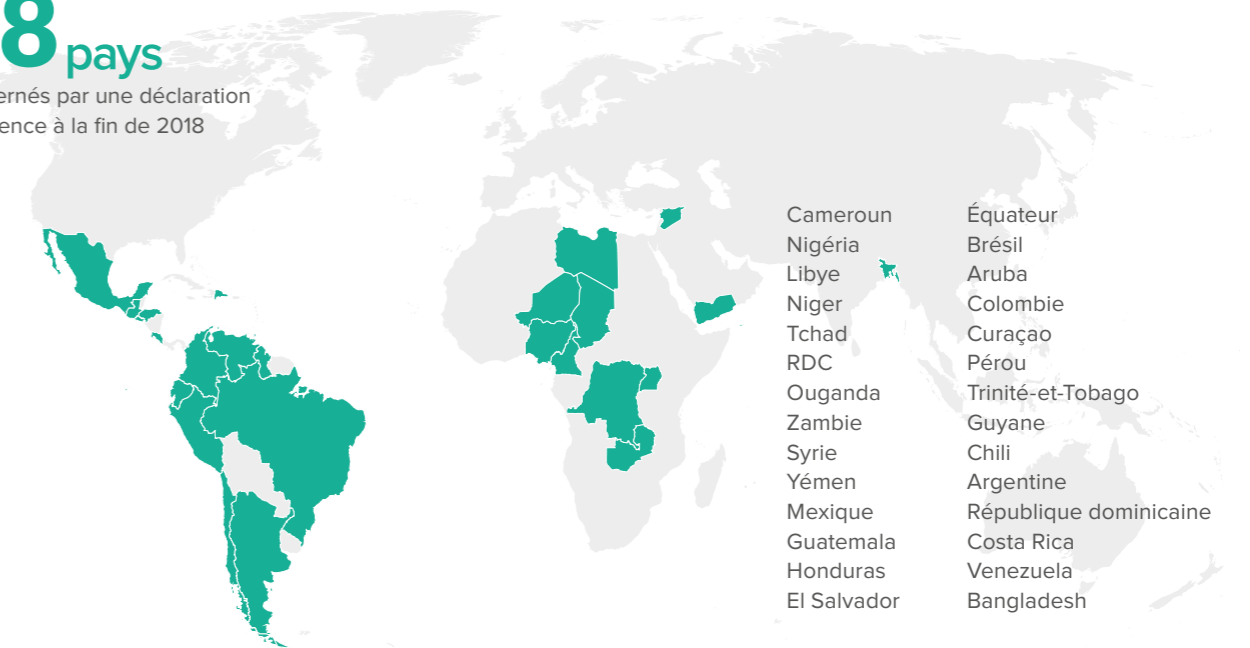 8 pays
ernés par une déclaration
ence à la fin de 2018
Cameroun
Nigéria
Libye
Niger
Tchad
RDC
Ouganda
Zambie
Syrie
Yémen
Mexique
Guatemala
Honduras
El Salvador
Équateur
Brésil
Aruba
Colombie
Curaçao
Pérou
Trinité-et-Tobago
Guyane
Chili
Argentine
République dominicaine
Costa Rica
Venezuela
Bangladesh